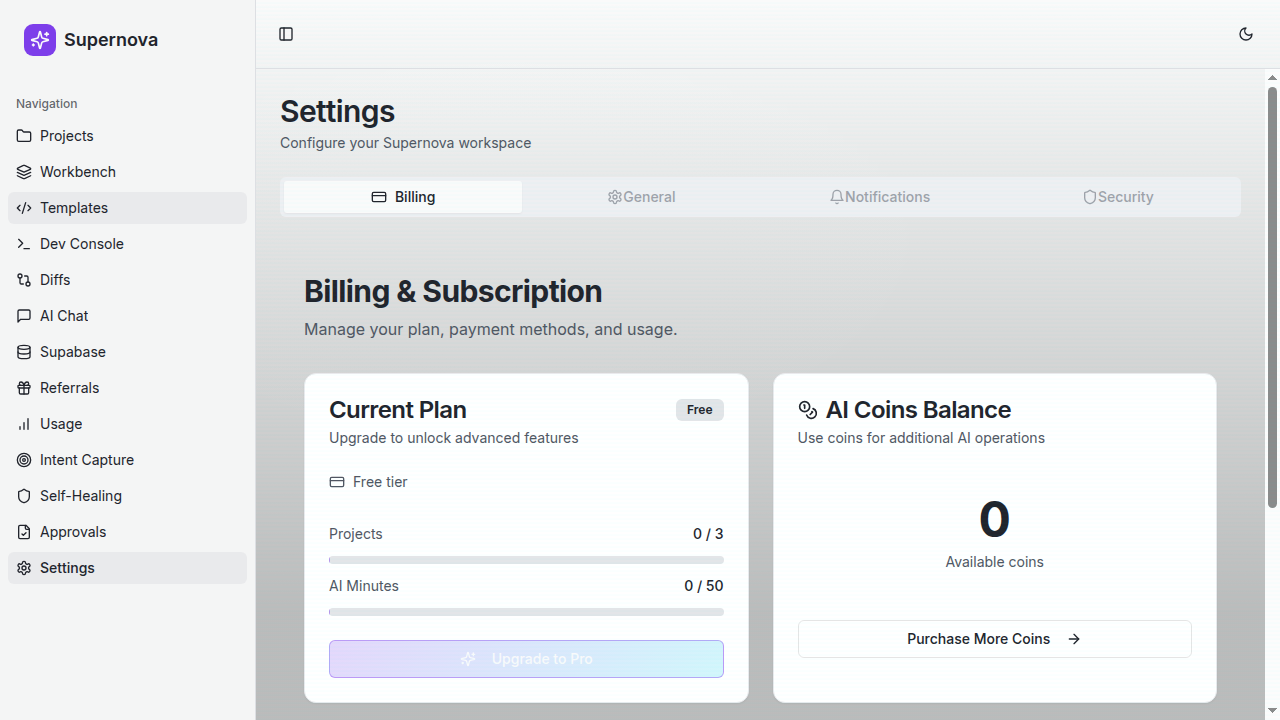 Supernova
Navigation
Projects
Workbench
Templates
Dev Console
Diffs
AI Chat
Supabase
Referrals
Usage
Intent Capture
Self-Healing
Approvals
Settings
Settings
Configure your Supernova workspace
Billing
General
Notifications
Security
Billing & Subscription
Manage your plan, payment methods, and usage.
Current Plan
Free
Upgrade to unlock advanced features
Free tier
Projects
0 / 3
AI Minutes
0 / 50
Upgrade to Pro
AI Coins Balance
Use coins for additional AI operations
0
Available coins
Purchase More Coins